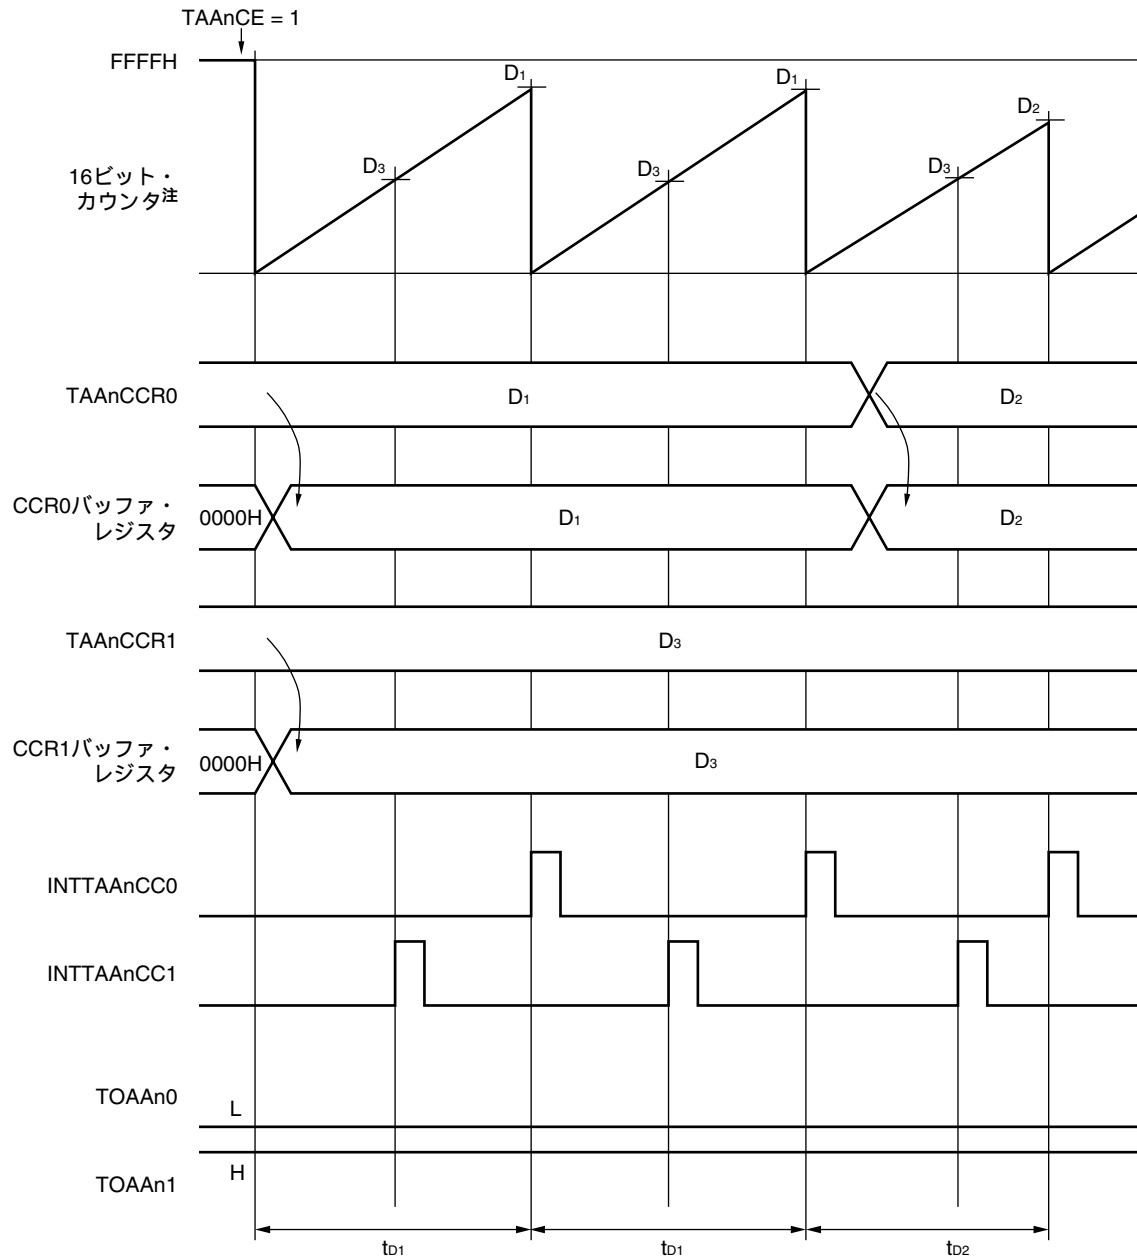 TAAnCE = 1
FFFFH
D1
D1
D2
D3
D3
D3
16ビット・
カウンタ注
TAAnCCR0
D1
D2
CCR0バッファ・
レジスタ
0000H
D1
D2
TAAnCCR1
D3
CCR1バッファ・
レジスタ
0000H
D3
INTTAAnCC0
INTTAAnCC1
TOAAn0
L
H
TOAAn1
tD1
tD1
tD2